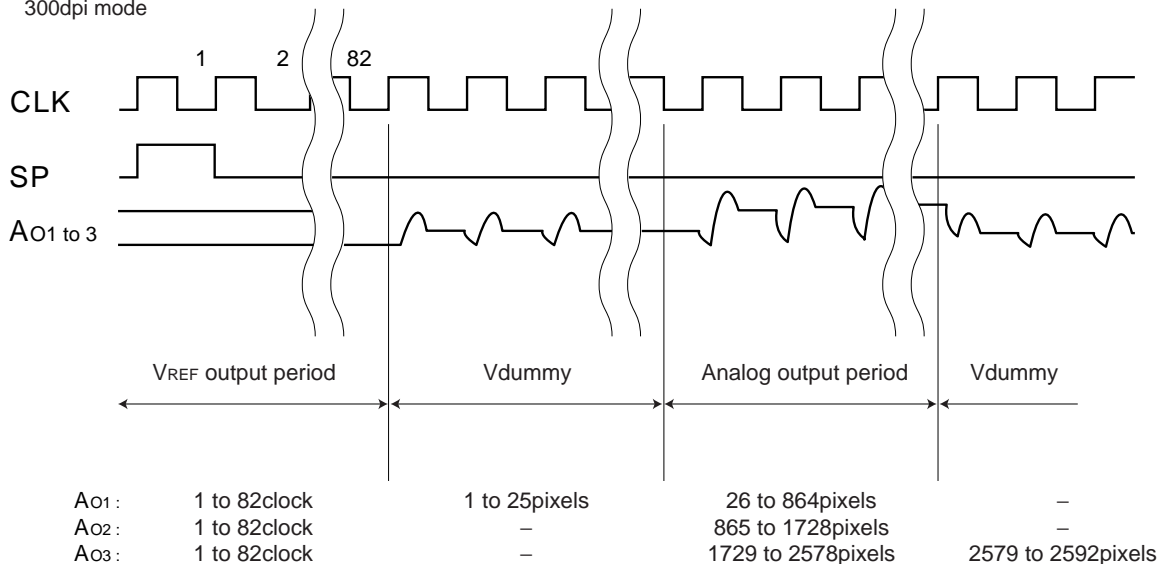 300dpi mode
1 2 82
CLK
SP
AO1 to 3
VREF output period Vdummy Analog output period Vdummy
AO1 : 1 to 82clock 1 to 25pixels 26 to 864pixels –
AO2 : 1 to 82clock – 865 to 1728pixels –
AO3 : 1 to 82clock – 1729 to 2578pixels 2579 to 2592pixels